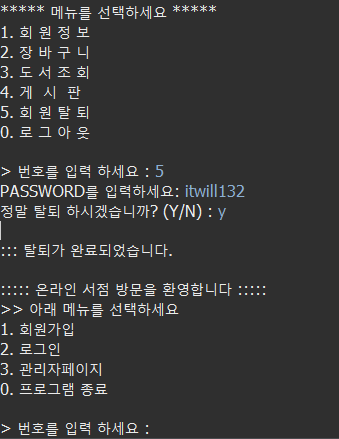 ***** 메뉴를 선택하세요 *****
1. 회 원 정 보
2. 장 바 구 니
3. 도 서 조 회
4. 게  시  판
5. 회 원 탈 퇴
0. 로 그 아 웃
> 번호를 입력 하세요 : 5
PASSWORD를 입력하세요: itwill132
정말 탈퇴 하시겠습니까? (Y/N) : y
::: 탈퇴가 완료되었습니다.
::::: 온라인 서점 방문을 환영합니다 :::::
>> 아래 메뉴를 선택하세요
1. 회원가입
2. 로그인
3. 관리자페이지
0. 프로그램 종료
> 번호를 입력 하세요 :